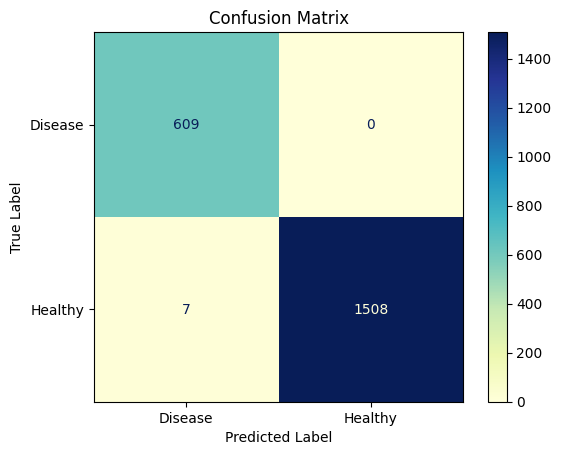 Confusion Matrix
True Label
Disease
609
0
Healthy
7
1508
Disease
Healthy
Predicted Label
1400
1200
1000
800
600
400
200
0